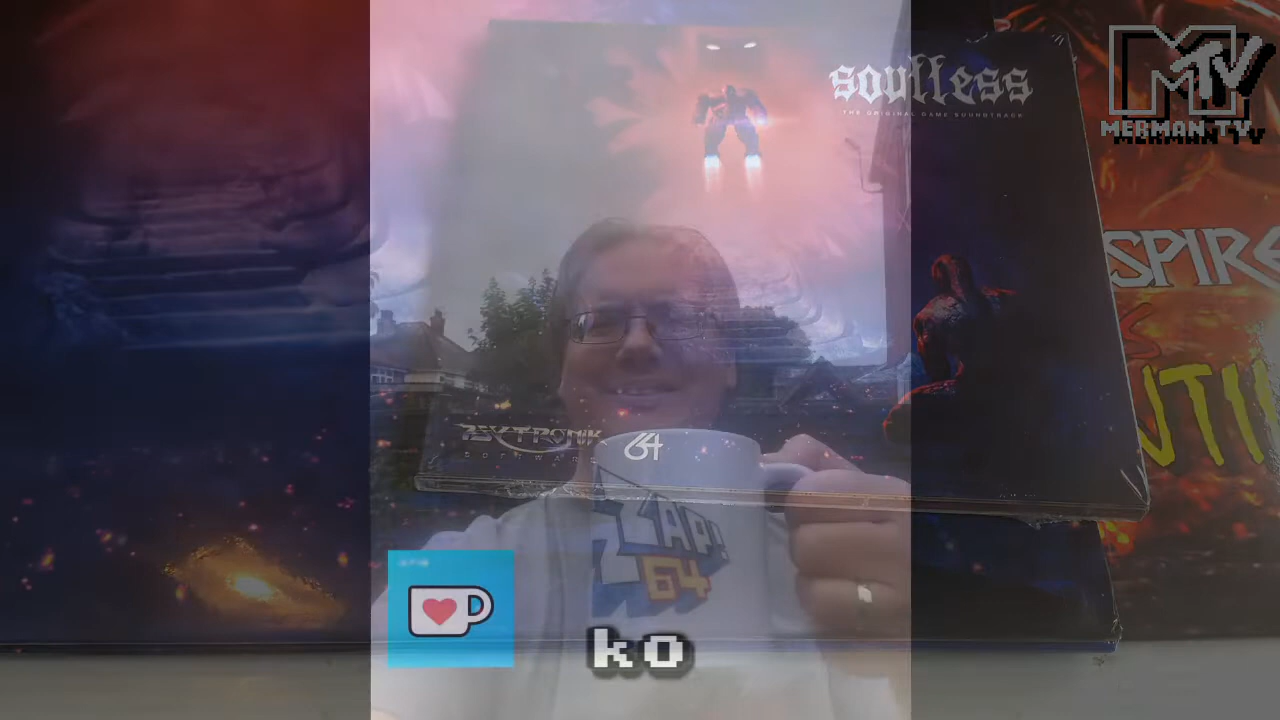 soulless
THE ORIGINAL GAME SOUNDTRACK
MTV
MERMAN TV
SPIRE
PSYTRONIK
SOFTWARE
64
ZZAP!
64
ko